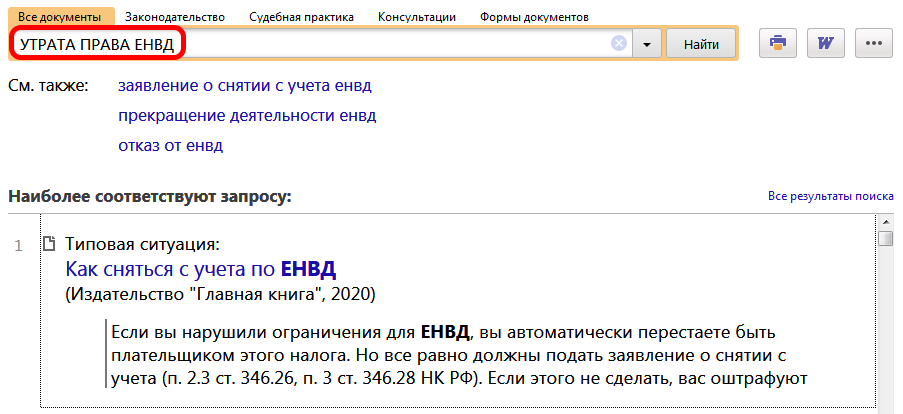 Все документы Законодательство Судебная практика Консультации Формы документов
УТРАТА ПРАВА ЕНВД Найти W
См. также: заявление о снятии с учета енвд
прекращение деятельности енвд
отказ от енвд
Наиболее соответствуют запросу: Все результаты поиска
1 Типовая ситуация:
Как сняться с учета по ЕНВД
(Издательство "Главная книга", 2020)
Если вы нарушили ограничения для ЕНВД, вы автоматически перестаете быть
плательщиком этого налога. Но все равно должны подать заявление о снятии с
учета (п. 2.3 ст. 346.26, п. 3 ст. 346.28 НК РФ). Если этого не сделать, вас оштрафуют